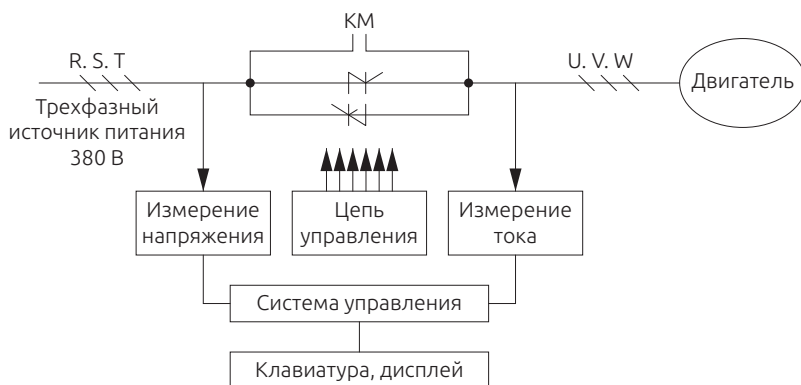 KM
R. S. T
U. V. W
Двигатель
Трехфазный
источник питания
380 В
Измерение
напряжения
Цепь
управления
Измерение
тока
Система управления
Клавиатура, дисплей